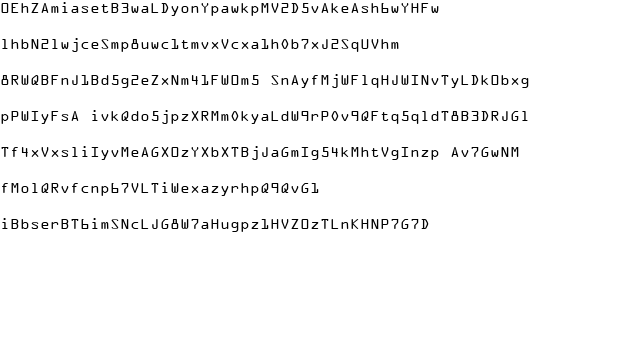 OEhZAmiasetB3waLDyonYpawkpMV2D5vAkeAsh6wYHFw
lhbN2lwjceSmp8uwc1tmvxVcxa1h0b7xJ2SqUVhm
8RWQBFnJ1Bd5g2eZxNm41FWOm5 SnAyfMjWFlqHJWINvTyLDkObxg
pPWIyFsA ivkQdo5jpzXRMm0kyaLdW9rP0v9QFtq5qldT8B3DRJGl
Tf4xVxsliIyvMeAGXOzYXbXTBjJaGmIg54kMhtVgInzp Av7GwNM
fMolQRvfcnp67VLTiWexazyrhpQ9QvG1
iBbserBT6imSNcLJG8W7aHugpz1HVZOzTLnKHNP7G7D